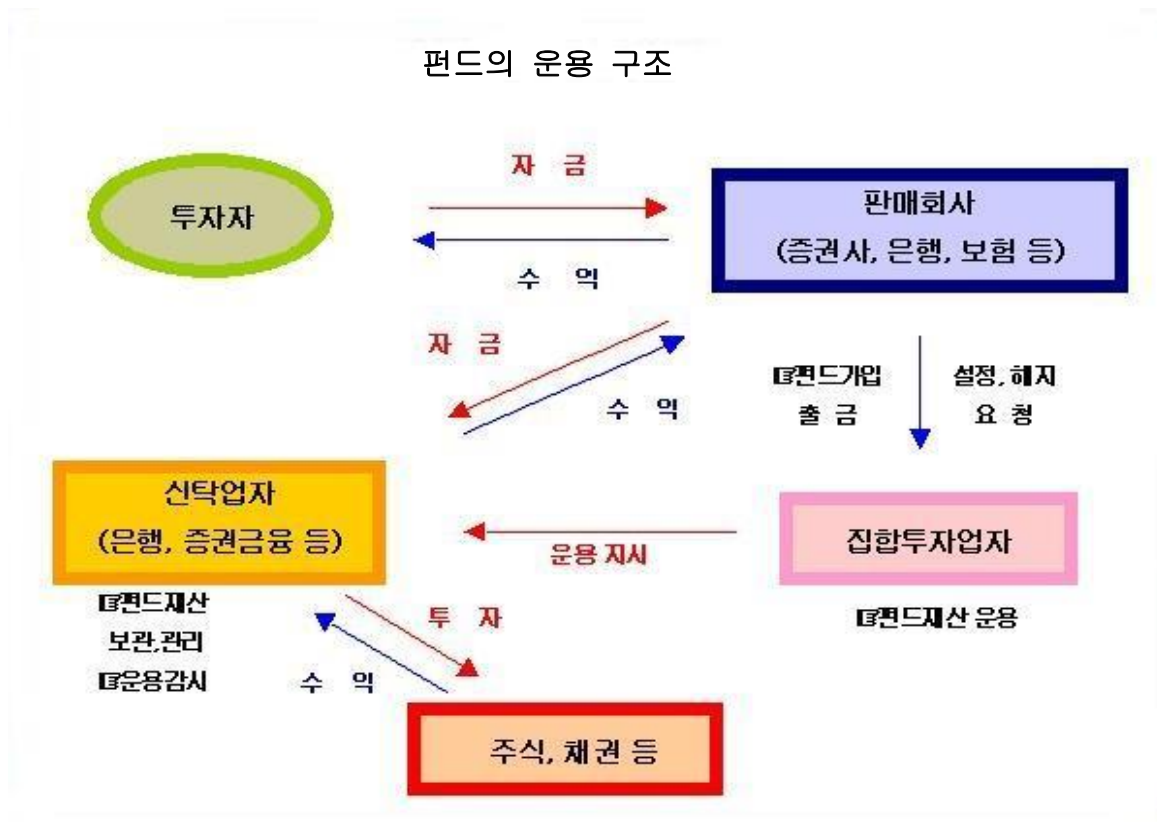 펀드의 운용 구조
자 금
투자자
판매회사
(증권사, 은행, 보험 등)
수 익
자 금
수 익
☞펀드가입
출 금
설정, 해지
요 청
신탁업자
(은행, 증권금융 등)
운용 지시
집합투자업자
☞펀드재산
보관,관리
☞운용감시
☞펀드재산 운용
투 자
수 익
주식, 채권 등